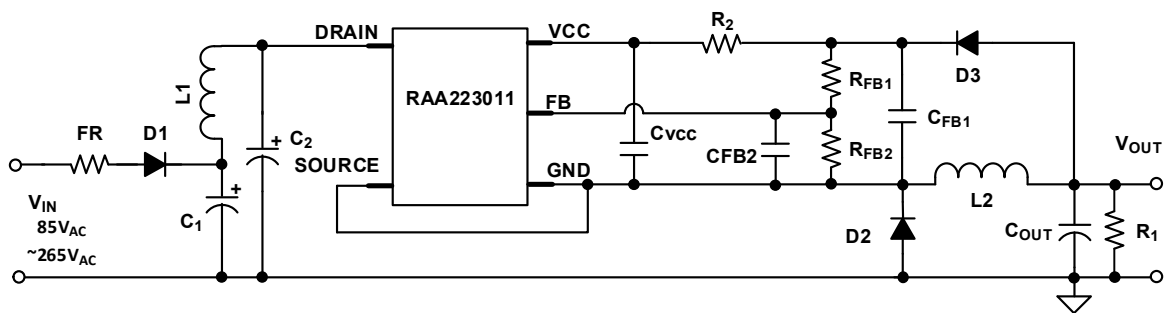 DRAIN
VCC
R2
D3
RFB1
L1
RAA223011
FB
CFB1
FR
D1
C2
+
CVCC
CFB2
RFB2
VOUT
SOURCE
+
GND
L2
VIN
85VAC
~265VAC
C1
D2
COUT
R1